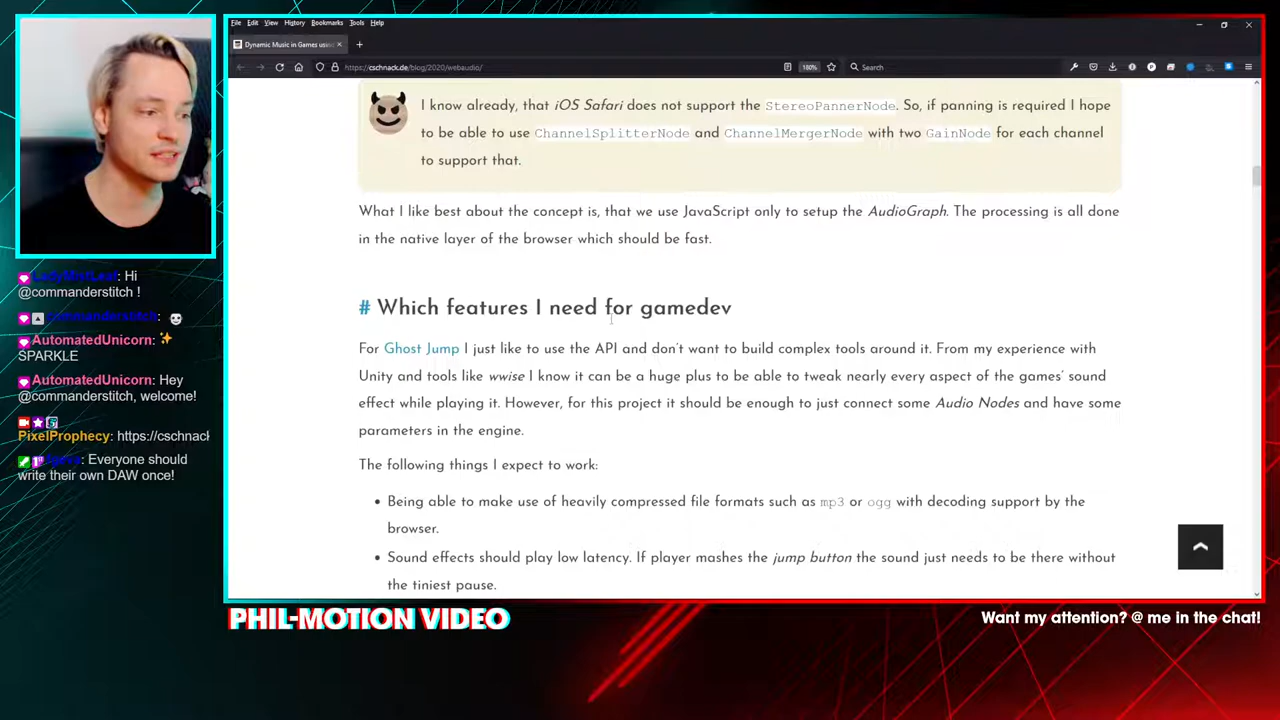 File Edit View History Bookmarks Tools Help
Dynamic Music in Games using
https://cschnack.de/blog/2020/webaudio/
180%
Search
I know already, that iOS Safari does not support the StereoPannerNode. So, if panning is required I hope
to be able to use ChannelSplitterNode and ChannelMergerNode with two GainNode for each channel
to support that.
What I like best about the concept is, that we use JavaScript only to setup the AudioGraph. The processing is all done
in the native layer of the browser which should be fast.
# Which features I need for gamedev
For Ghost Jump I just like to use the API and don't want to build complex tools around it. From my experience with
Unity and tools like wwise I know it can be a huge plus to be able to tweak nearly every aspect of the games' sound
effect while playing it. However, for this project it should be enough to just connect some Audio Nodes and have some
parameters in the engine.
The following things I expect to work:
• Being able to make use of heavily compressed file formats such as mp3 or ogg with decoding support by the
browser.
• Sound effects should play low latency. If player mashes the jump button the sound just needs to be there without
the tiniest pause.
LadyMistLeaf: Hi
@commanderstitch !
commanderstitch:
AutomatedUnicorn:
SPARKLE
AutomatedUnicorn: Hey
@commanderstitch, welcome!
PixelProphecy: https://cschnack
Everyone should
write their own DAW once!
PHIL-MOTION VIDEO
Want my attention? @ me in the chat!